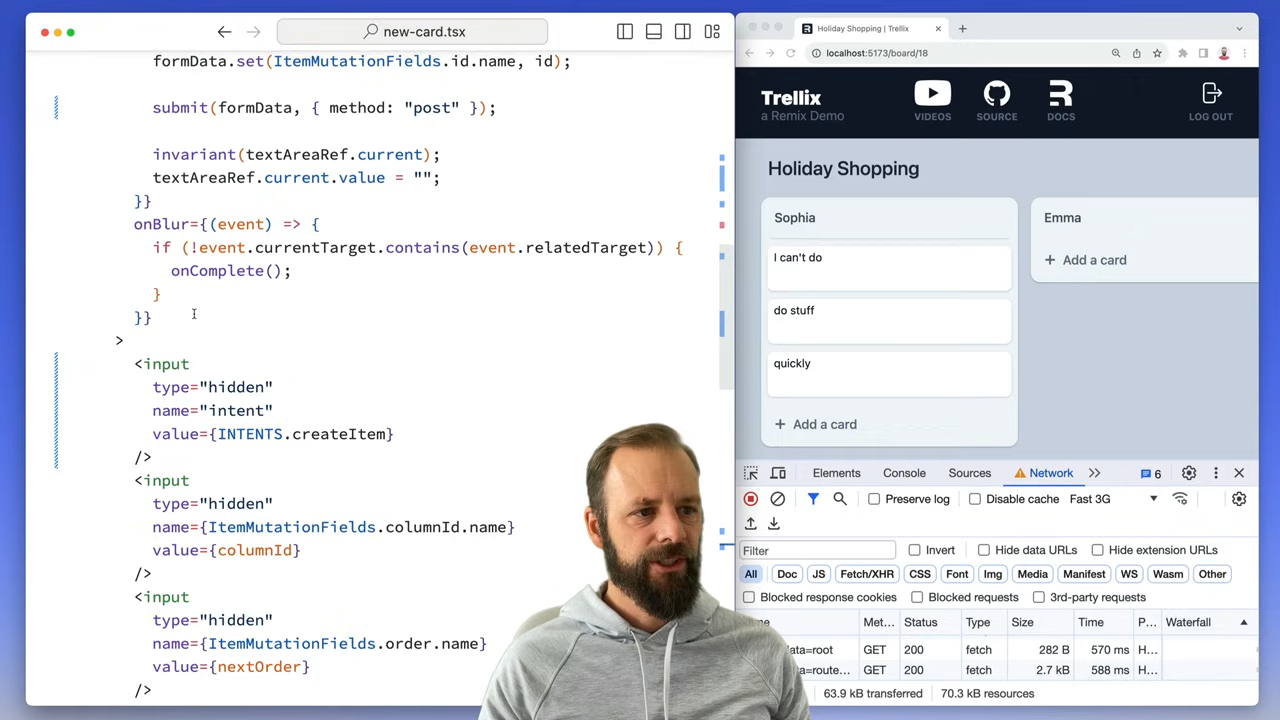 new-card.tsx
formData.set(ItemMutationFields.id.name, id);
submit(formData, { method: "post" });
invariant(textAreaRef.current);
textAreaRef.current.value = "";
}}
onBlur={(event) => {
if (!event.currentTarget.contains(event.relatedTarget)) {
onComplete();
}
}}
>
<input
type="hidden"
name="intent"
value={INTENTS.createItem}
/>
<input
type="hidden"
name={ItemMutationFields.columnId.name}
value={columnId}
/>
<input
type="hidden"
name={ItemMutationFields.order.name}
value={nextOrder}
/>
Holiday Shopping | Trellix
localhost:5173/board/18
Trellix
a Remix Demo
VIDEOS
SOURCE
DOCS
LOG OUT
Holiday Shopping
Sophia
I can't do
do stuff
quickly
+ Add a card
Emma
+ Add a card
Elements Console Sources Network 6
Preserve log Disable cache Fast 3G
Filter Invert Hide data URLs Hide extension URLs
All Doc JS Fetch/XHR CSS Font Img Media Manifest WS Wasm Other
Blocked response cookies Blocked requests 3rd-party requests
Met... Status Type Size Time P... Waterfall
data=root GET 200 fetch 282 B 570 ms H...
data=route... GET 200 fetch 2.7 kB 588 ms H...
63.9 kB transferred 70.3 kB resources